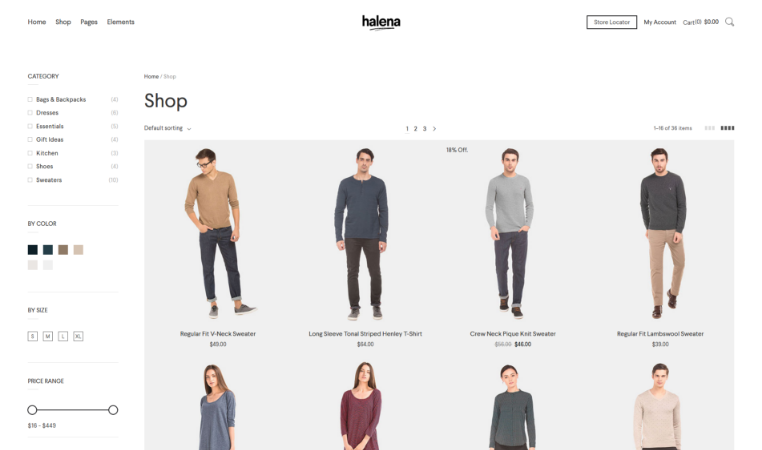 Home Shop Pages Elements
halena
Store Locator My Account Cart(0) $0.00
CATEGORY
Bags & Backpacks (4)
Dresses (6)
Essentials (5)
Gift Ideas (4)
Kitchen (3)
Shoes (4)
Sweaters (10)
BY COLOR
BY SIZE
S M L XL
PRICE RANGE
$16 - $449
Home / Shop
Shop
Default sorting
1 2 3
1–16 of 38 items
18% Off.
Regular Fit V-Neck Sweater
$49.00
Long Sleeve Tonal Striped Henley T-Shirt
$94.00
Crew Neck Pique Knit Sweater
$46.00
Regular Fit Lambswool Sweater
$39.00